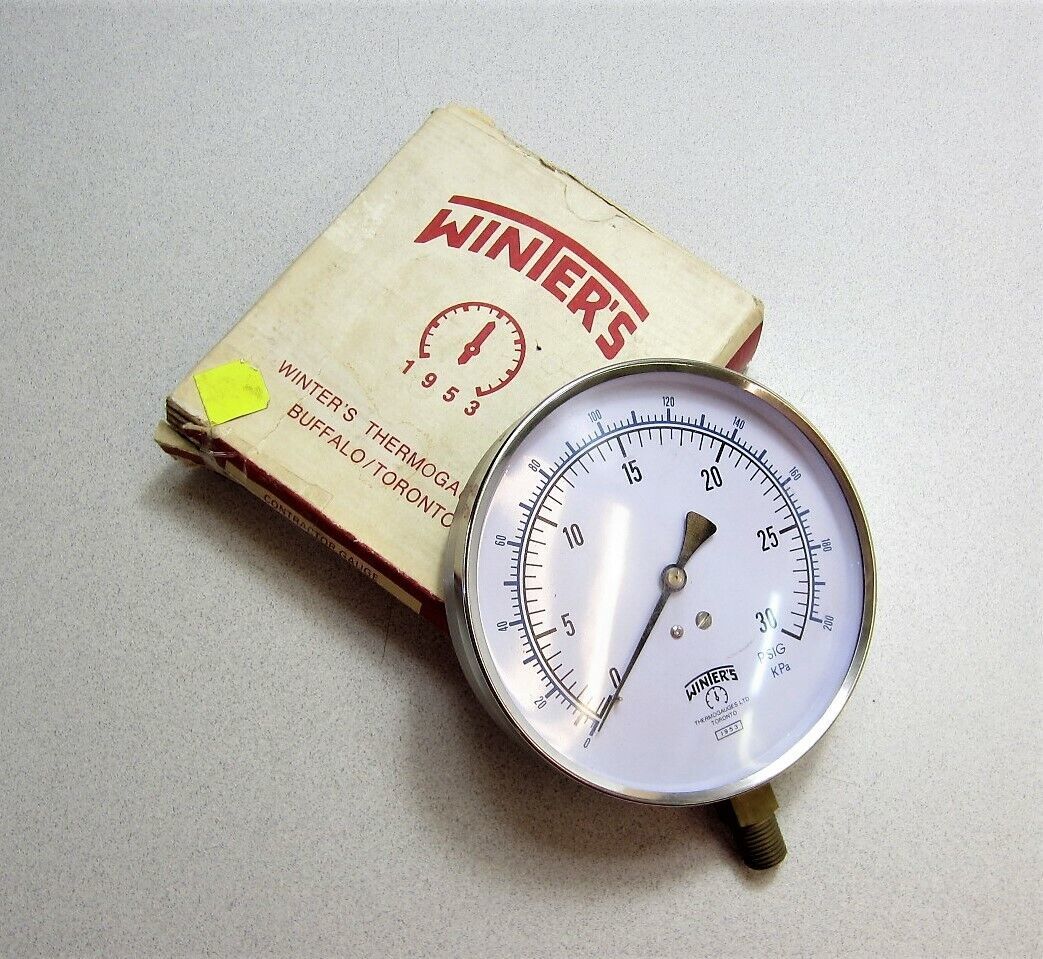 WINTER'S
1953
WINTER'S THERMOGA
BUFFALO/TORONTO
CONTRACTOR GAUGE
0
20
40
60
80
100
120
140
160
180
200
0
5
10
15
20
25
30
PSIG
KPa
WINTER'S
THERMOGAUGES LTD
TORONTO
1953